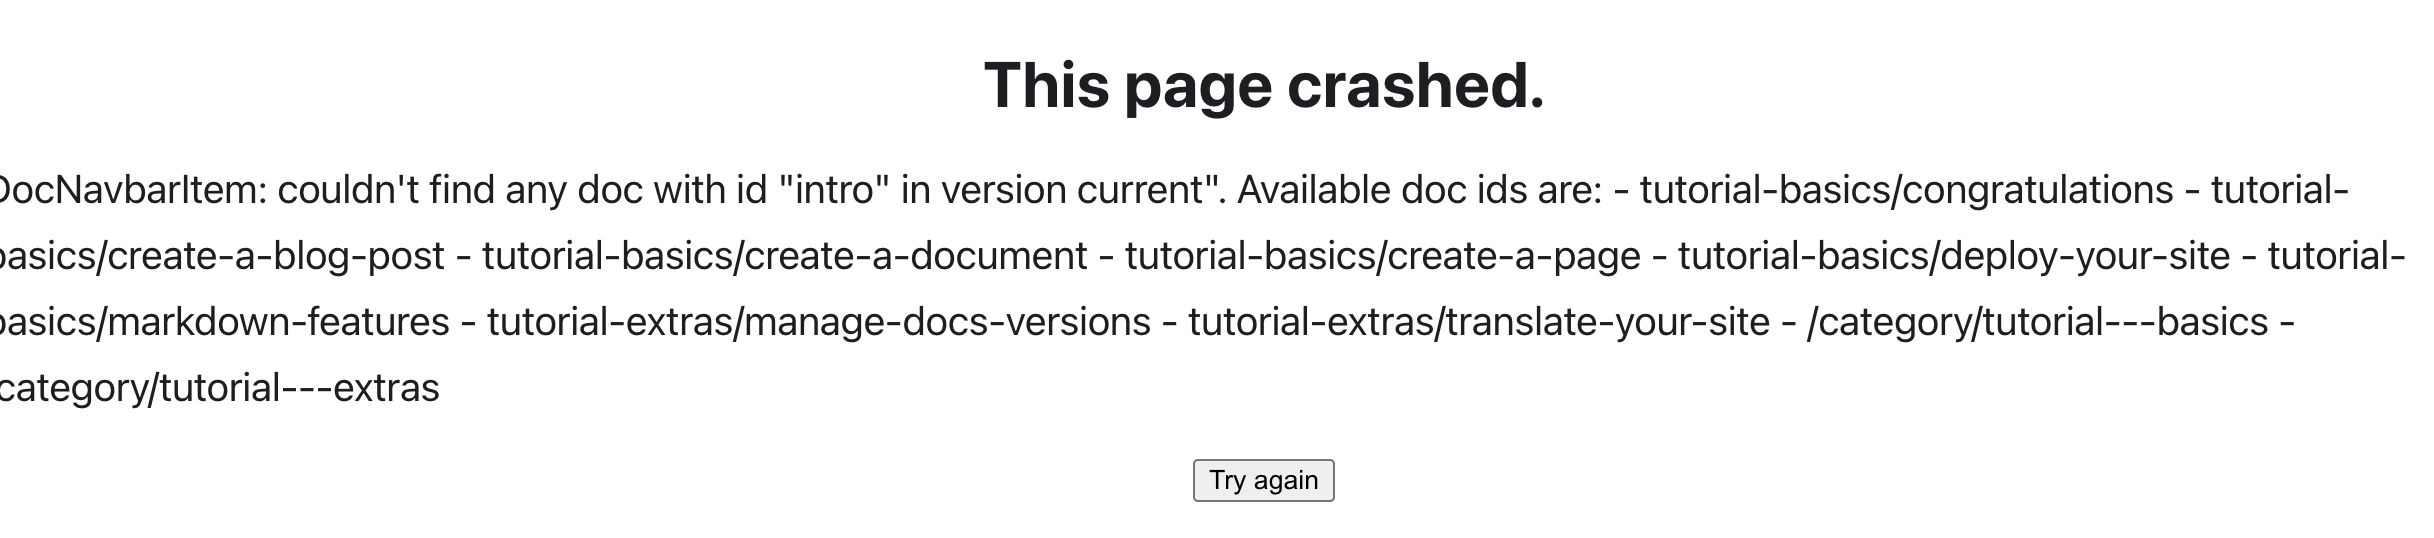 This page crashed.
DocNavbarItem: couldn't find any doc with id "intro" in version current". Available doc ids are: - tutorial-basics/congratulations - tutorial-
basics/create-a-blog-post - tutorial-basics/create-a-document - tutorial-basics/create-a-page - tutorial-basics/deploy-your-site - tutorial-
basics/markdown-features - tutorial-extras/manage-docs-versions - tutorial-extras/translate-your-site - /category/tutorial---basics -
category/tutorial---extras
Try again